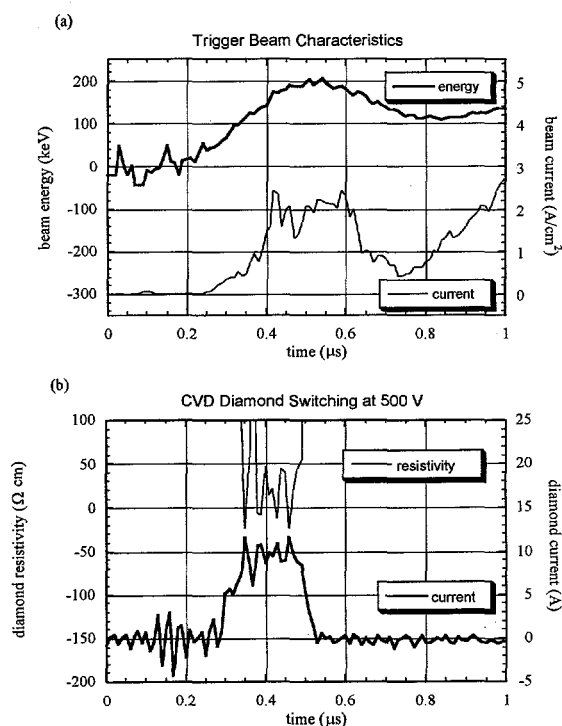 (a)
Trigger Beam Characteristics
200
100
0
-100
-200
-300
beam energy (keV)
energy
current
5
4
3
2
1
0
beam current (A/cm²)
0 0.2 0.4 0.6 0.8 1
time (μs)
(b)
CVD Diamond Switching at 500 V
100
50
0
-50
-100
-150
-200
diamond resistivity (Ω cm)
resistivity
current
25
20
15
10
5
0
-5
diamond current (A)
0 0.2 0.4 0.6 0.8 1
time (μs)